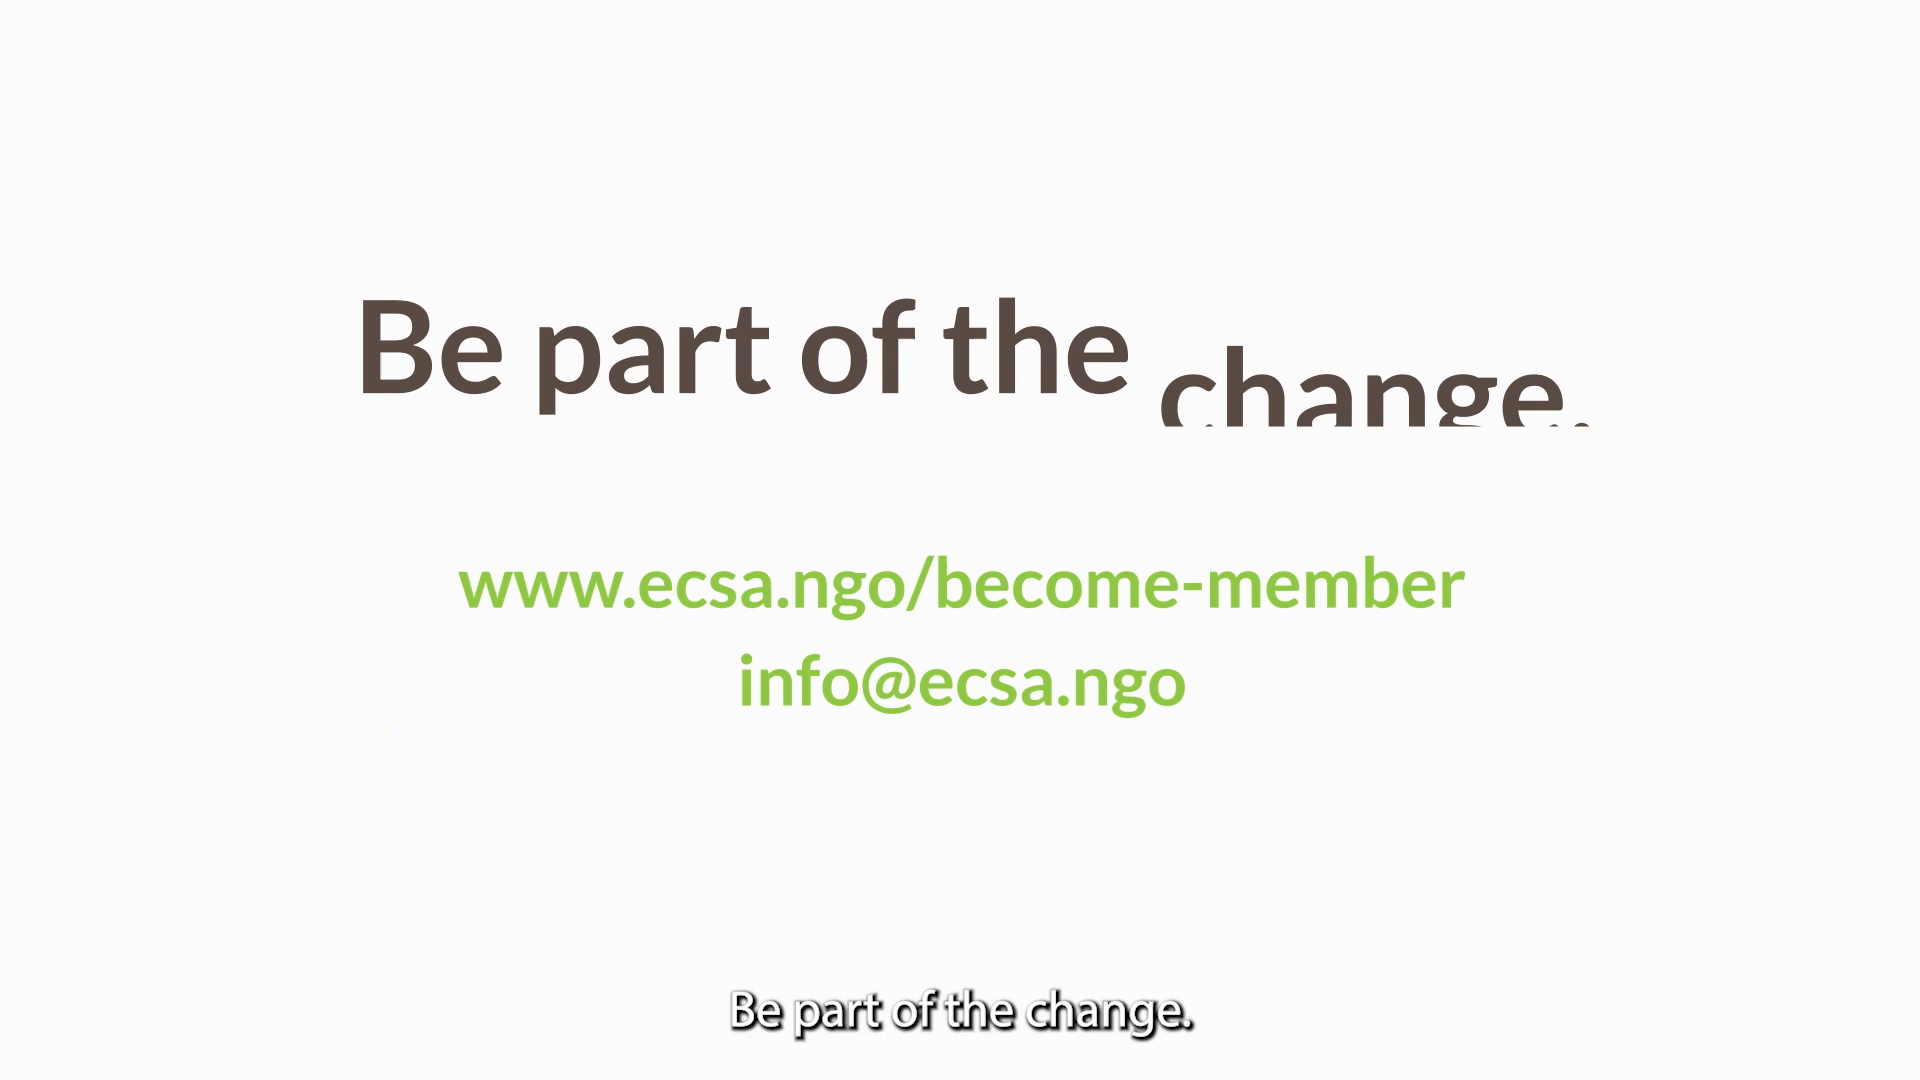 Be part of the change.
www.ecsa.ngo/become-member
info@ecsa.ngo
Be part of the change.